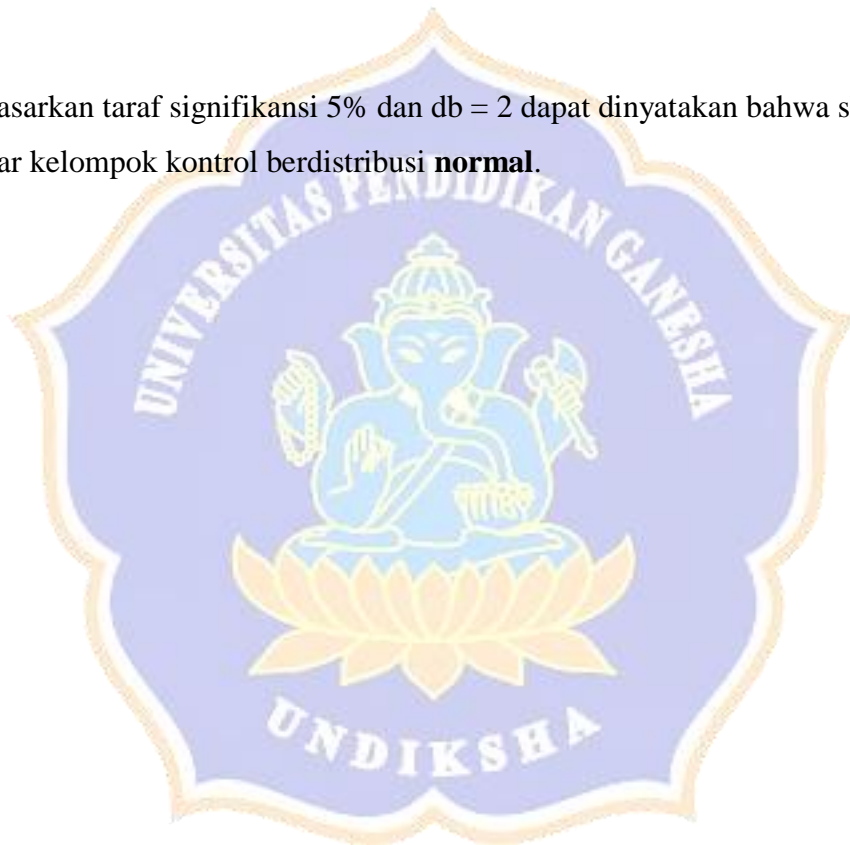 asarkan taraf signifikansi 5% dan db = 2 dapat dinyatakan bahwa s
ar kelompok kontrol berdistribusi normal.
UNIVERSITAS PENDIDIKAN GANESHA
UNDIKSHA